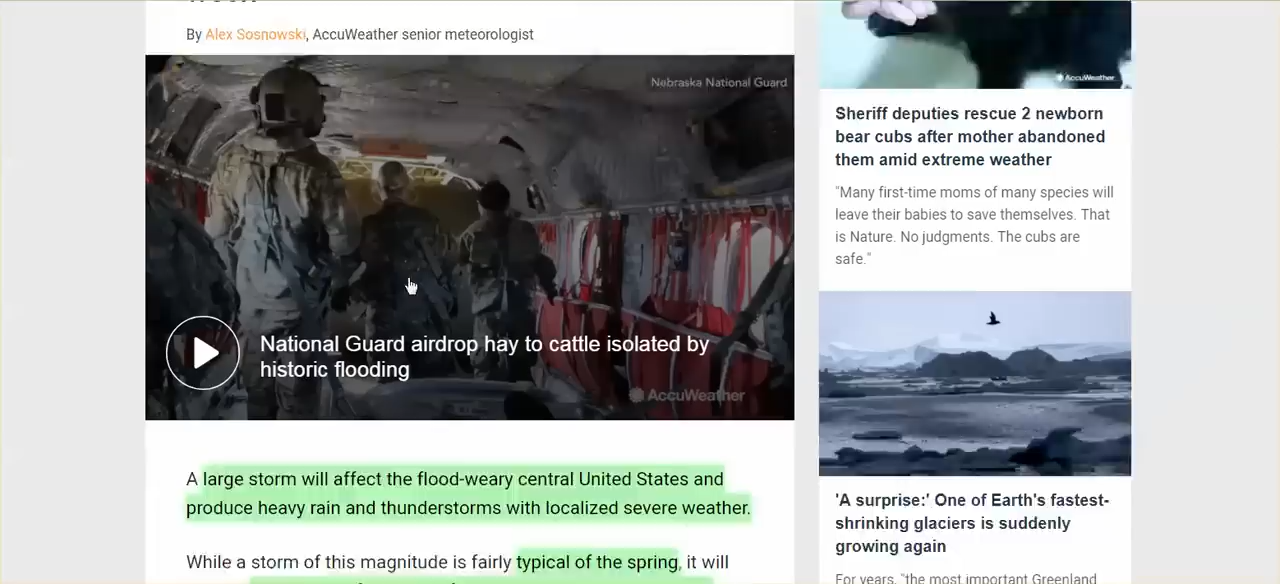 By Alex Sosnowski, AccuWeather senior meteorologist
Nebraska National Guard
National Guard airdrop hay to cattle isolated by
historic flooding
AccuWeather
A large storm will affect the flood-weary central United States and
produce heavy rain and thunderstorms with localized severe weather.
While a storm of this magnitude is fairly typical of the spring, it will
AccuWeather
Sheriff deputies rescue 2 newborn
bear cubs after mother abandoned
them amid extreme weather
"Many first-time moms of many species will
leave their babies to save themselves. That
is Nature. No judgments. The cubs are
safe."
'A surprise:' One of Earth's fastest-
shrinking glaciers is suddenly
growing again
For years, "the most important Greenland